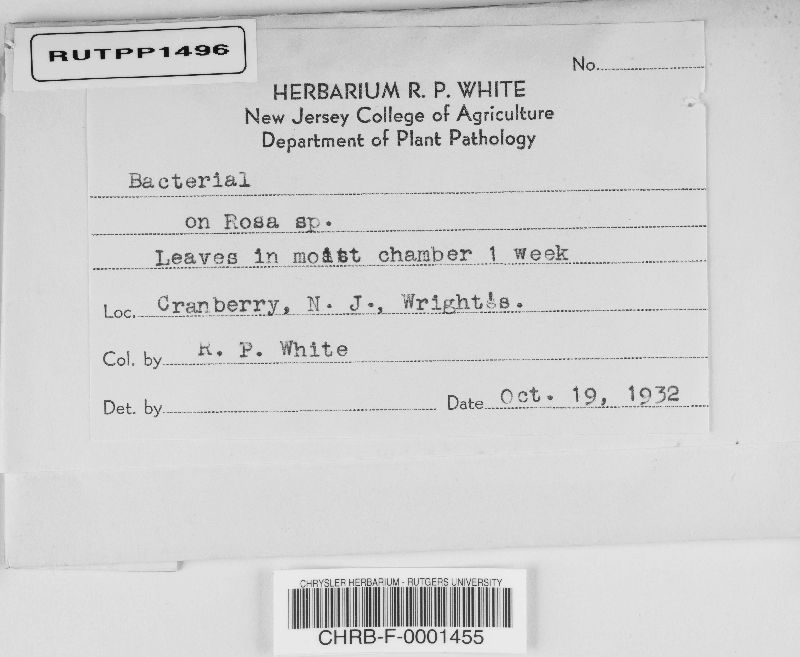 RUTPP1496
No.
HERBARIUM R. P. WHITE
New Jersey College of Agriculture
Department of Plant Pathology
Bacterial
on Rosa sp.
Leaves in moist chamber 1 week
Loc. Cranberry, N. J., Wright's.
Col. by R. P. White
Det. by
Date Oct. 19, 1932
CHRYSLER HERBARIUM - RUTGERS UNIVERSITY
CHRB-F-0001455